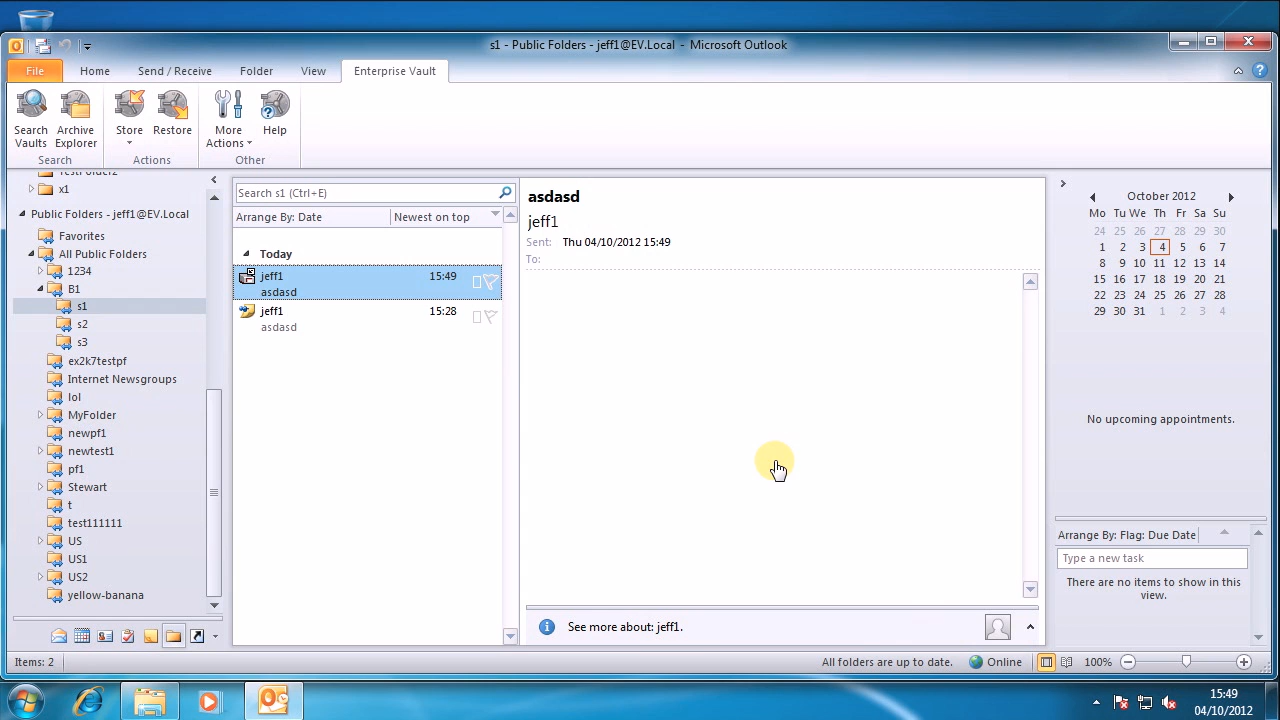 s1 - Public Folders - jeff1@EV.Local - Microsoft Outlook
File
Home
Send / Receive
Folder
View
Enterprise Vault
Search Vaults
Archive Explorer
Store
Restore
More Actions
Help
Search
Actions
Other
TestFolder2
x1
Public Folders - jeff1@EV.Local
Favorites
All Public Folders
1234
B1
s1
s2
s3
ex2k7testpf
Internet Newsgroups
lol
MyFolder
newpf1
newtest1
pf1
Stewart
t
test111111
US
US1
US2
yellow-banana
Search s1 (Ctrl+E)
Arrange By: Date
Newest on top
Today
jeff1
15:49
asdasd
jeff1
15:28
asdasd
asdasd
jeff1
Sent: Thu 04/10/2012 15:49
To:
See more about: jeff1.
October 2012
Mo Tu We Th Fr Sa Su
24 25 26 27 28 29 30
1 2 3 4 5 6 7
8 9 10 11 12 13 14
15 16 17 18 19 20 21
22 23 24 25 26 27 28
29 30 31 1 2 3 4
No upcoming appointments.
Arrange By: Flag: Due Date
Type a new task
There are no items to show in this
view.
Items: 2
All folders are up to date.
Online
100%
15:49
04/10/2012